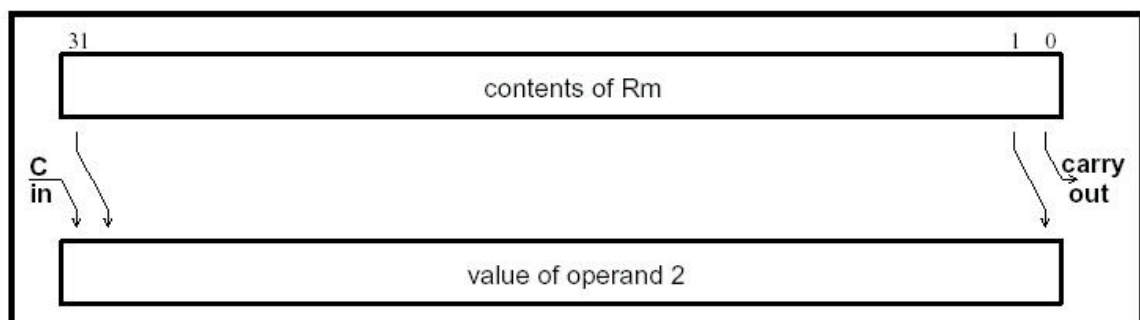 31 1 0
contents of Rm
C in
carry out
value of operand 2